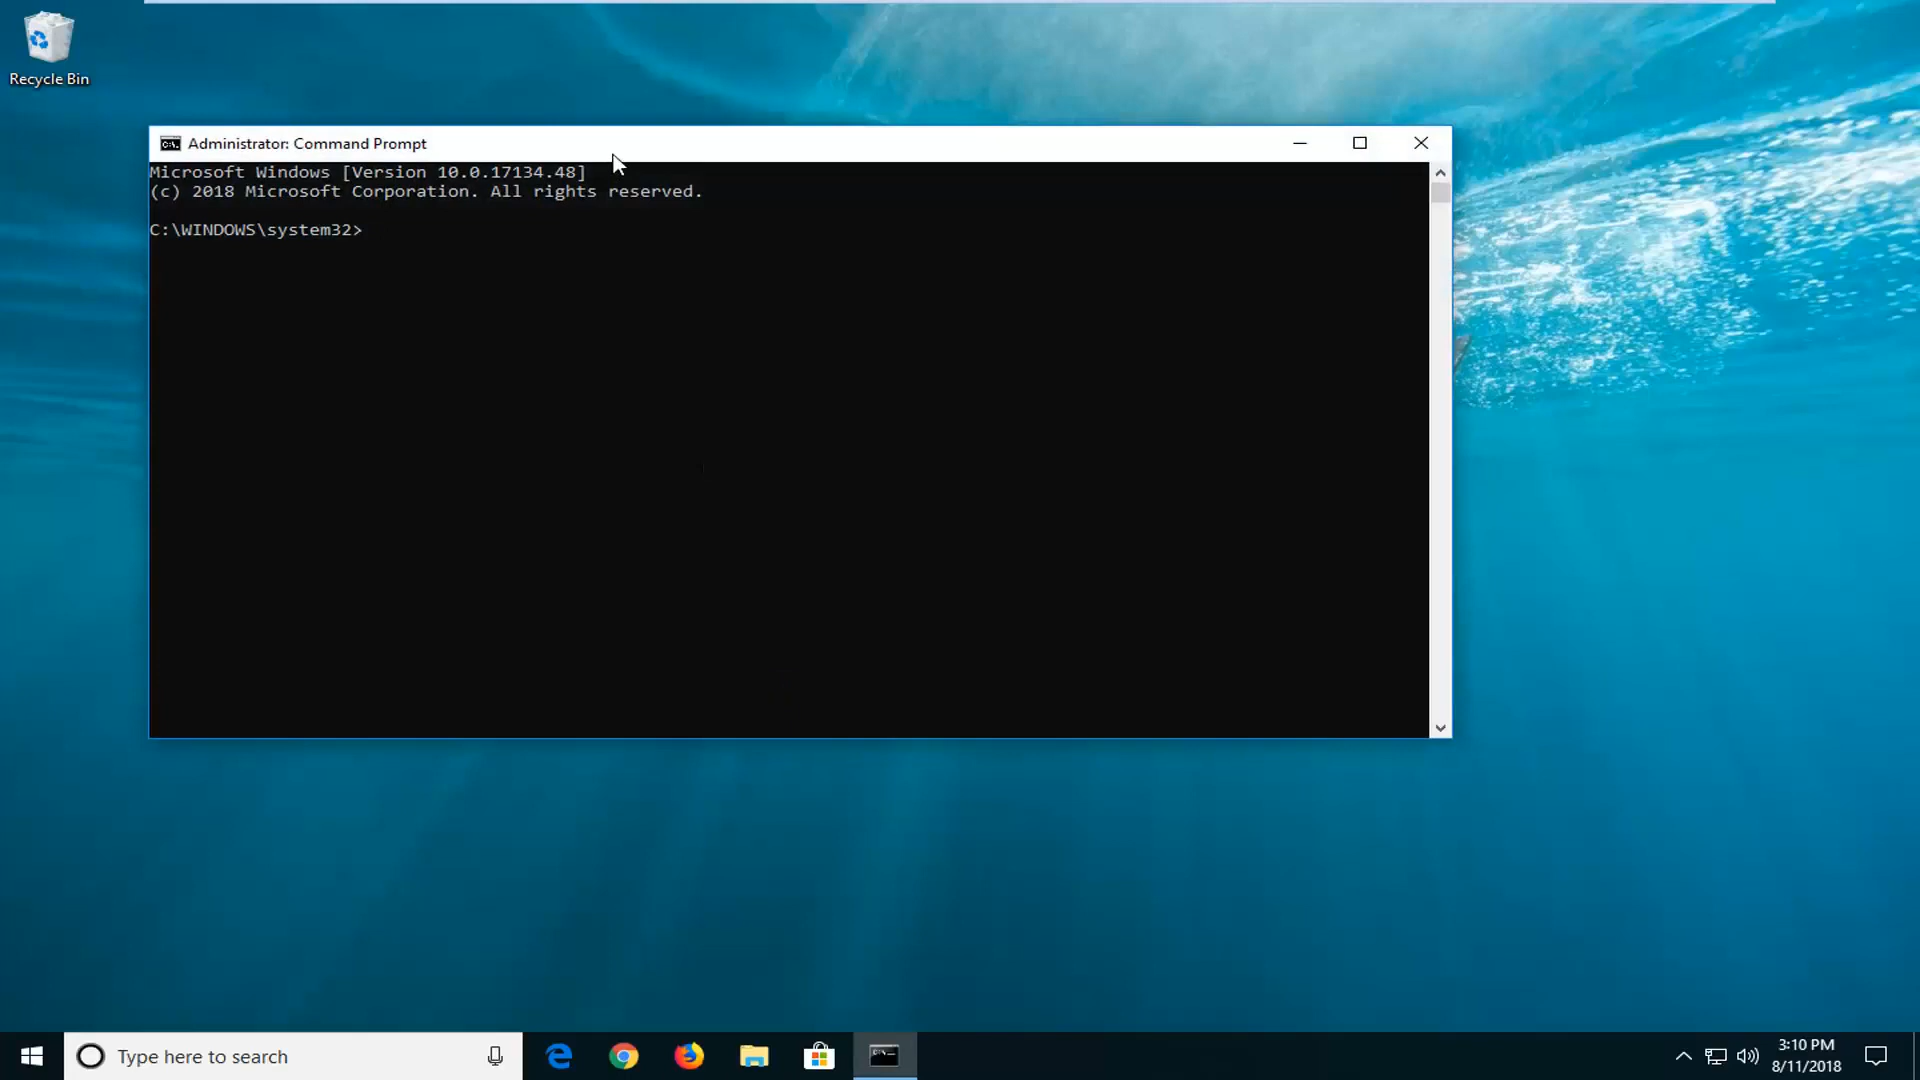 Recycle Bin
Administrator: Command Prompt
Microsoft Windows [Version 10.0.17134.48]
(c) 2018 Microsoft Corporation. All rights reserved.
C:\WINDOWS\system32>
Type here to search
3:10 PM
8/11/2018